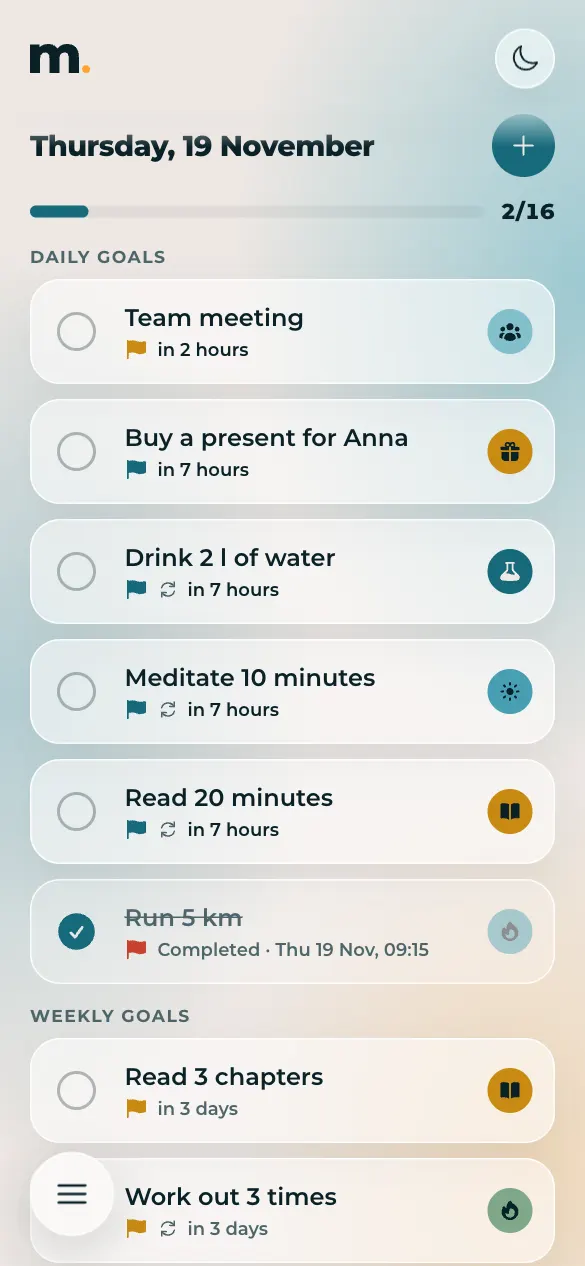 m.
Thursday, 19 November
2/16
DAILY GOALS
Team meeting
in 2 hours
Buy a present for Anna
in 7 hours
Drink 2 l of water
in 7 hours
Meditate 10 minutes
in 7 hours
Read 20 minutes
in 7 hours
Run 5 km
Completed · Thu 19 Nov, 09:15
WEEKLY GOALS
Read 3 chapters
in 3 days
Work out 3 times
in 3 days